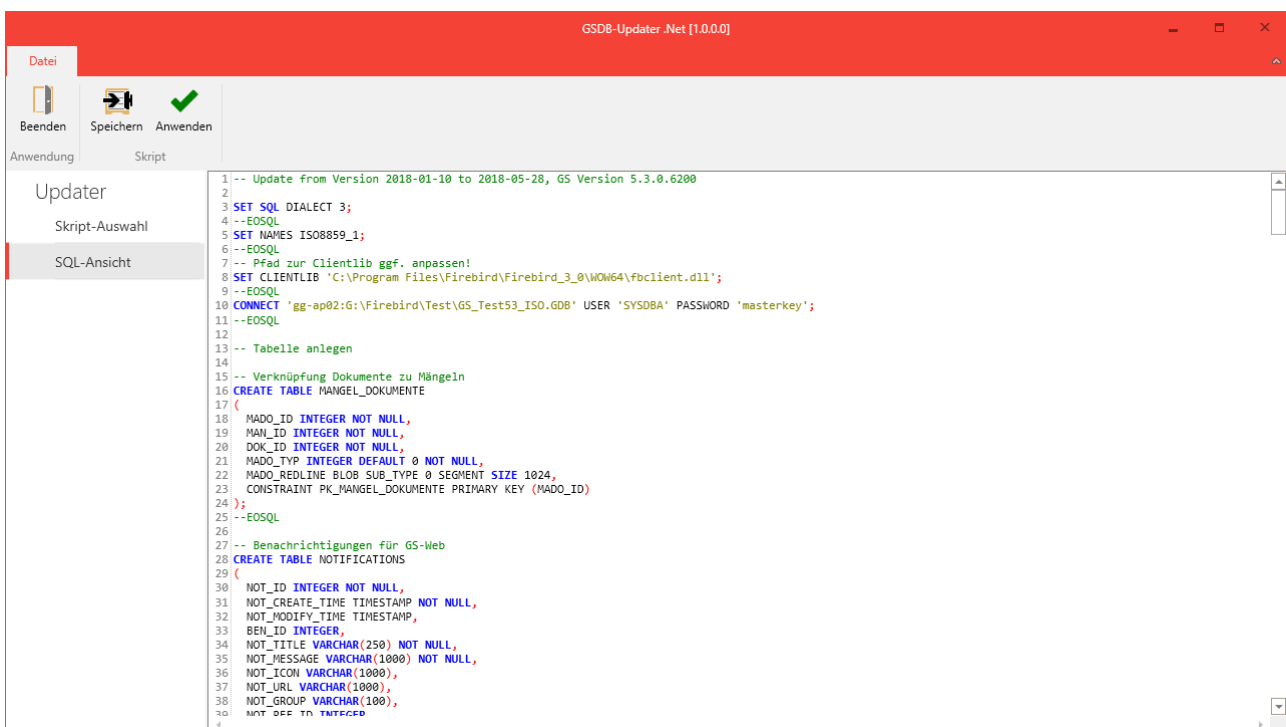 GSDB-Updater .Net [1.0.0.0]
Datei
Beenden
Speichern
Anwenden
Anwendung
Skript
Updater
Skript-Auswahl
SQL-Ansicht
1 -- Update from Version 2018-01-10 to 2018-05-28, GS Version 5.3.0.6200
2
3 SET SQL DIALECT 3;
4 --EOSQL
5 SET NAMES ISO8859_1;
6 --EOSQL
7 -- Pfad zur Clientlib ggf. anpassen!
8 SET CLIENTLIB 'C:\Program Files\Firebird\Firebird_3_0\WOW64\fbclient.dll';
9 --EOSQL
10 CONNECT 'gg-ap02:G:\Firebird\Test\GS_Test53_ISO.GDB' USER 'SYSDBA' PASSWORD 'masterkey';
11 --EOSQL
12
13 -- Tabelle anlegen
14
15 -- Verknüpfung Dokumente zu Mängeln
16 CREATE TABLE MANGEL_DOKUMENTE
17 (
18 MADO_ID INTEGER NOT NULL,
19 MAN_ID INTEGER NOT NULL,
20 DOK_ID INTEGER NOT NULL,
21 MADO_TYP INTEGER DEFAULT 0 NOT NULL,
22 MADO_REDLINE BLOB SUB_TYPE 0 SEGMENT SIZE 1024,
23 CONSTRAINT PK_MANGEL_DOKUMENTE PRIMARY KEY (MADO_ID)
24 );
25 --EOSQL
26
27 -- Benachrichtigungen für GS-Web
28 CREATE TABLE NOTIFICATIONS
29 (
30 NOT_ID INTEGER NOT NULL,
31 NOT_CREATE_TIME TIMESTAMP NOT NULL,
32 NOT_MODIFY_TIME TIMESTAMP,
33 BEN_ID INTEGER,
34 NOT_TITLE VARCHAR(250) NOT NULL,
35 NOT_MESSAGE VARCHAR(1000) NOT NULL,
36 NOT_ICON VARCHAR(1000),
37 NOT_URL VARCHAR(1000),
38 NOT_GROUP VARCHAR(100),
39 NOT_REF_ID INTEGER